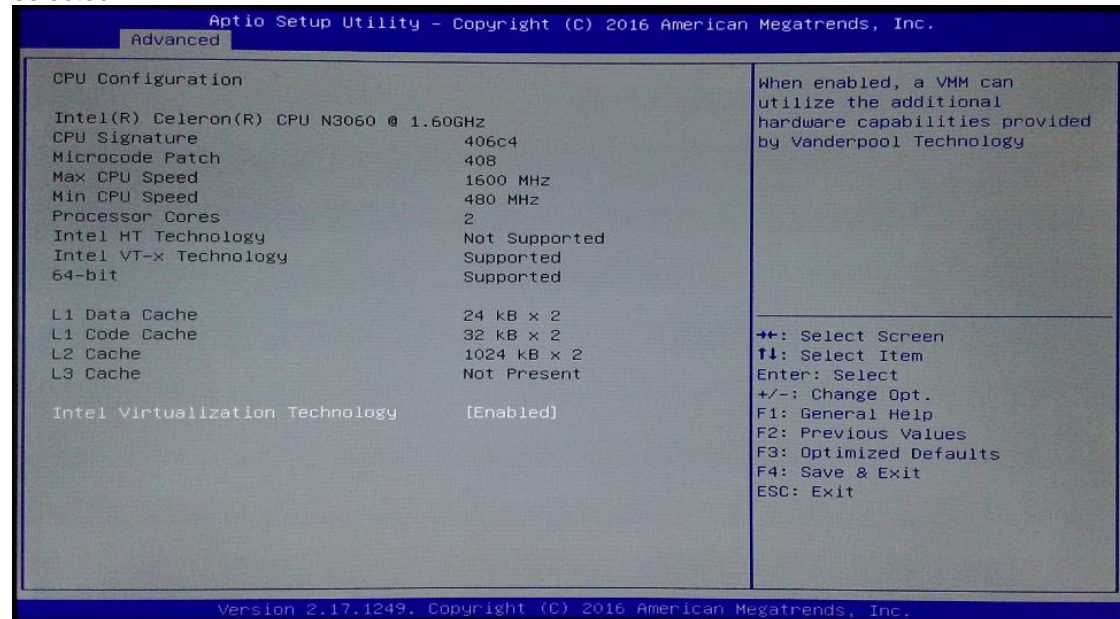 Aptio Setup Utility – Copyright (C) 2016 American Megatrends, Inc.
Advanced
CPU Configuration
Intel(R) Celeron(R) CPU N3060 @ 1.60GHz
CPU Signature 406c4
Microcode Patch 408
Max CPU Speed 1600 MHz
Min CPU Speed 480 MHz
Processor Cores 2
Intel HT Technology Not Supported
Intel VT-x Technology Supported
64-bit Supported
L1 Data Cache 24 kB x 2
L1 Code Cache 32 kB x 2
L2 Cache 1024 kB x 2
L3 Cache Not Present
Intel Virtualization Technology [Enabled]
When enabled, a VMM can
utilize the additional
hardware capabilities provided
by Vanderpool Technology
→←: Select Screen
↑↓: Select Item
Enter: Select
+/-: Change Opt.
F1: General Help
F2: Previous Values
F3: Optimized Defaults
F4: Save & Exit
ESC: Exit
Version 2.17.1249. Copyright (C) 2016 American Megatrends, Inc.